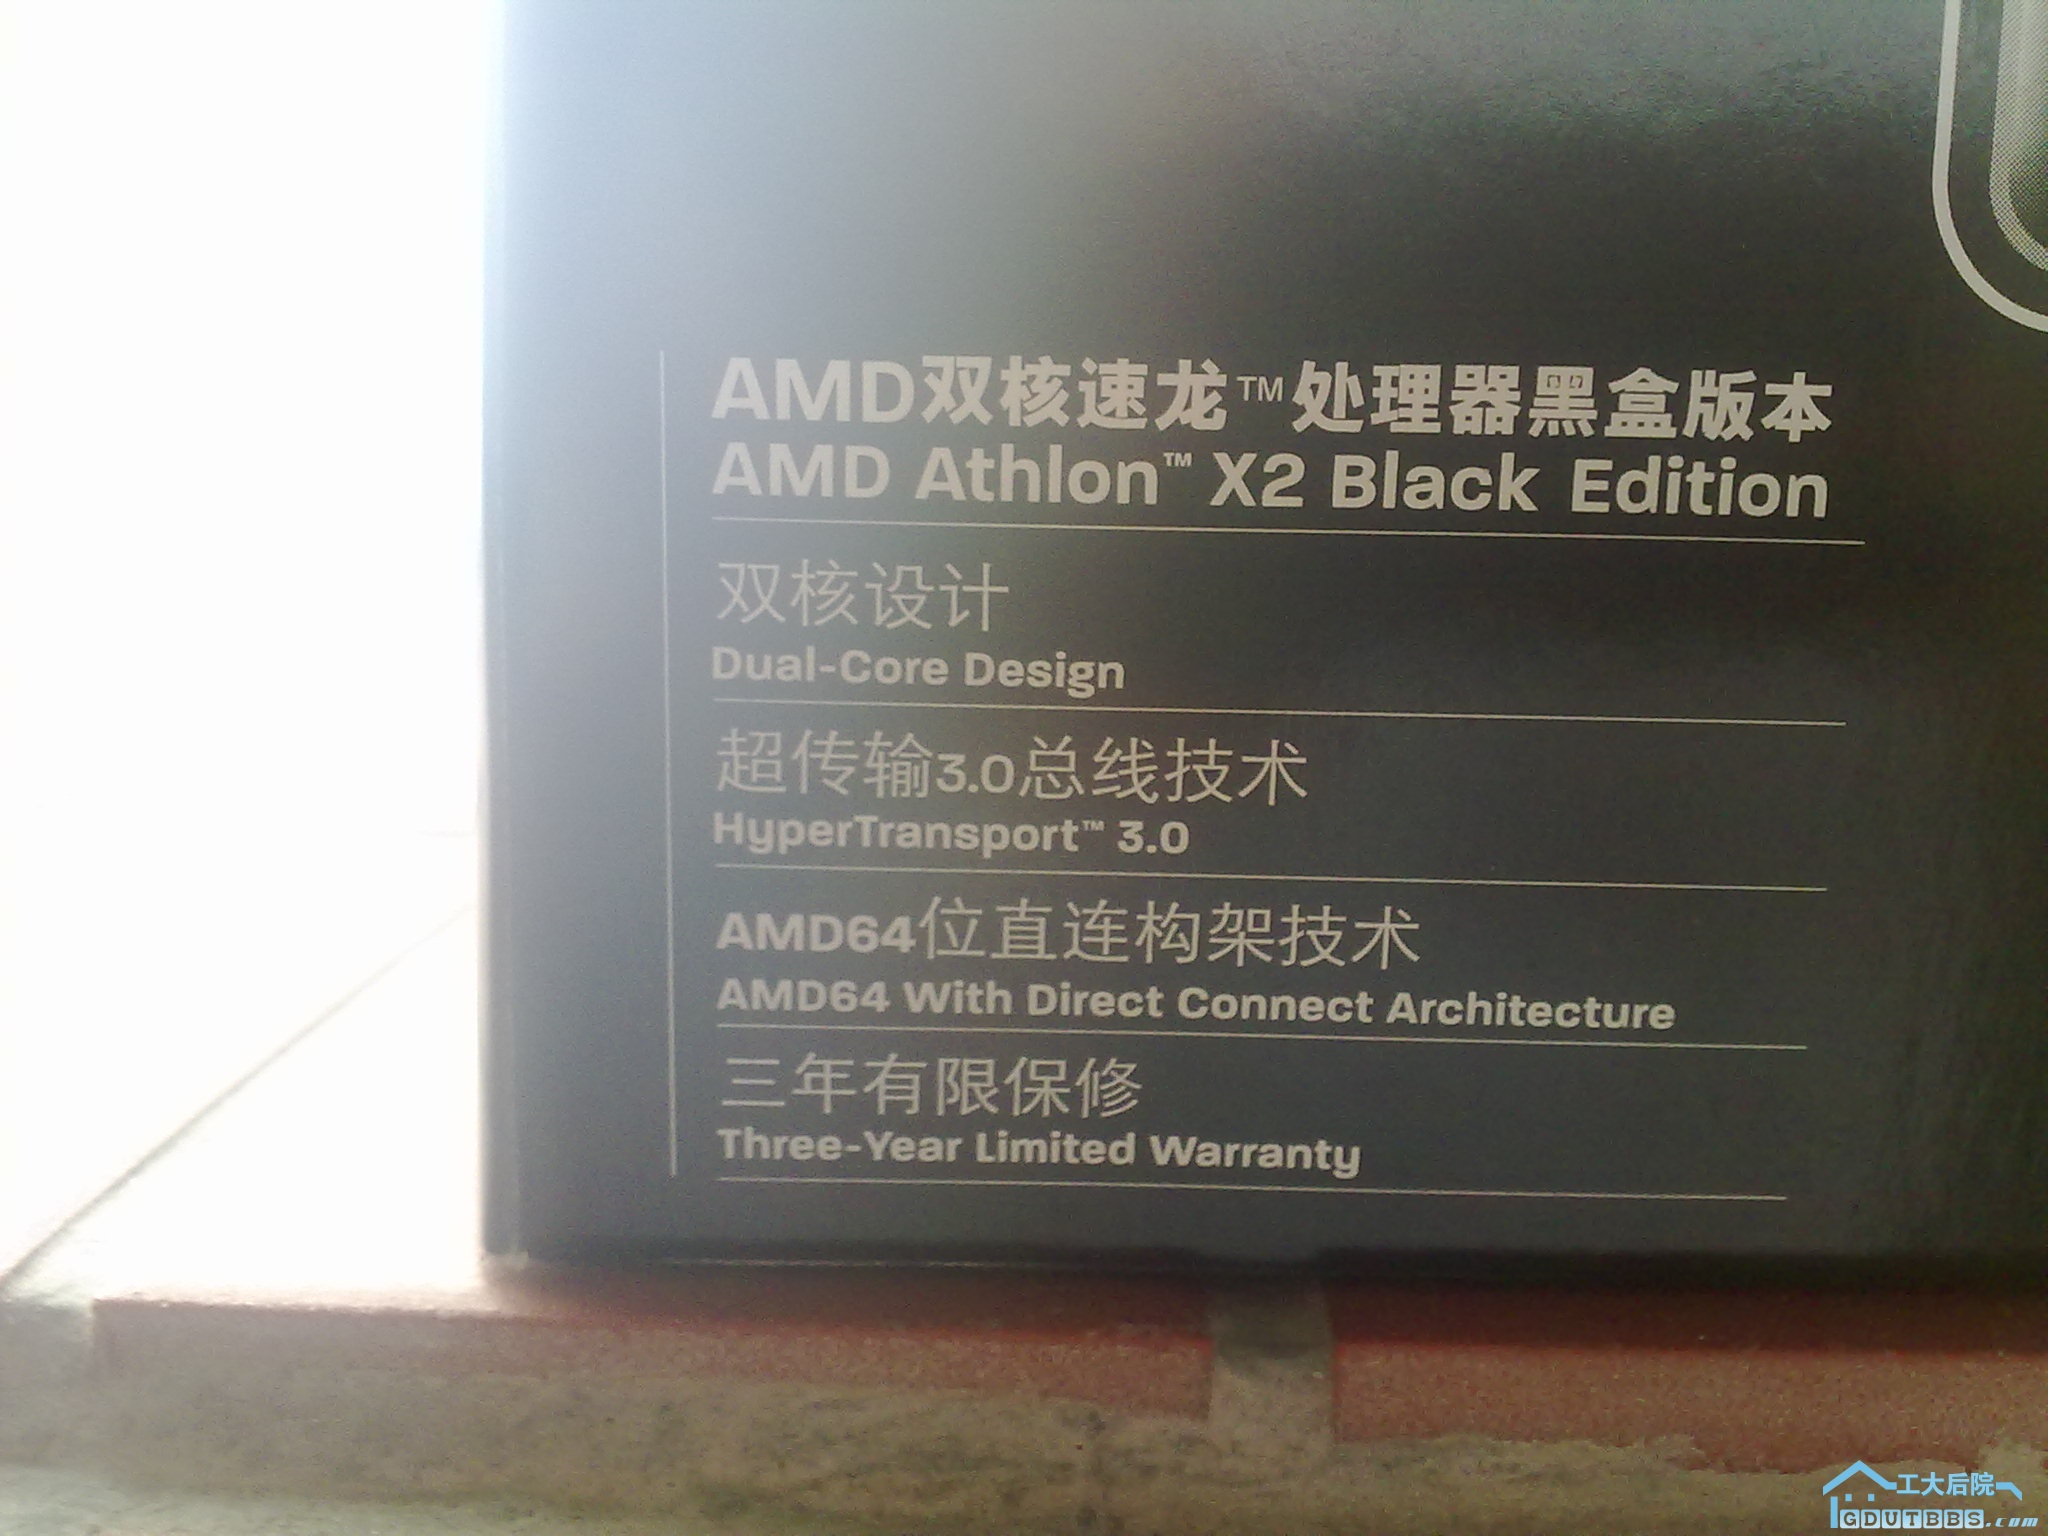 AMD双核速龙™处理器黑盒版本
AMD Athlon™ X2 Black Edition
双核设计
Dual-Core Design
超传输3.0总线技术
HyperTransport™ 3.0
AMD64位直连构架技术
AMD64 With Direct Connect Architecture
三年有限保修
Three-Year Limited Warranty
工大后院
GDUTBBS.com